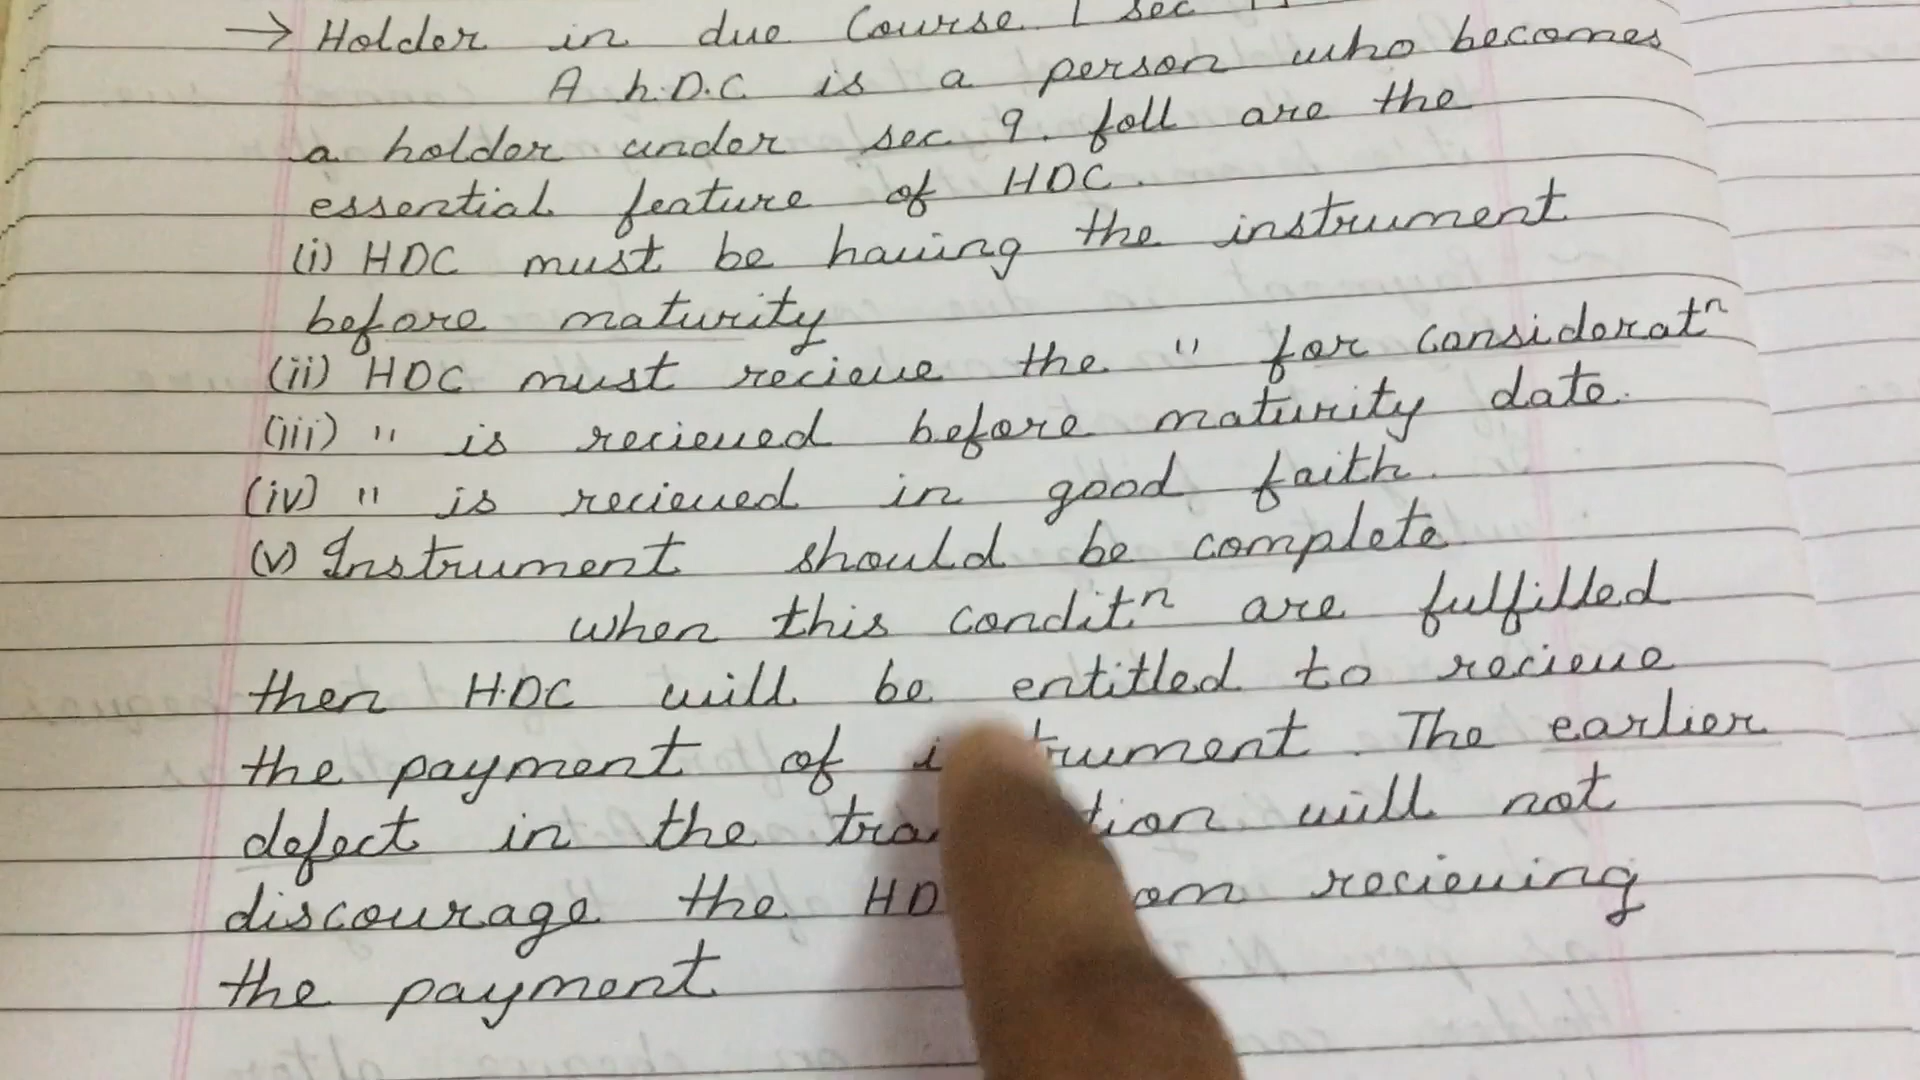 → Holder in due Course sec
A h.D.C is a person who becomes
a holder under sec 9. foll are the
essential feature of HDC.
(i) HDC must be having the instrument
before maturity
(ii) HDC must recieve the " for consideratn
(iii) " is recieved before maturity date.
(iv) " is recieved in good faith.
(v) Instrument should be complete
when this conditn are fulfilled
then H.DC will be entitled to recieve
the payment of i trument. The earlier
defect in the tra tion will not
discourage the HD om recieving
the payment